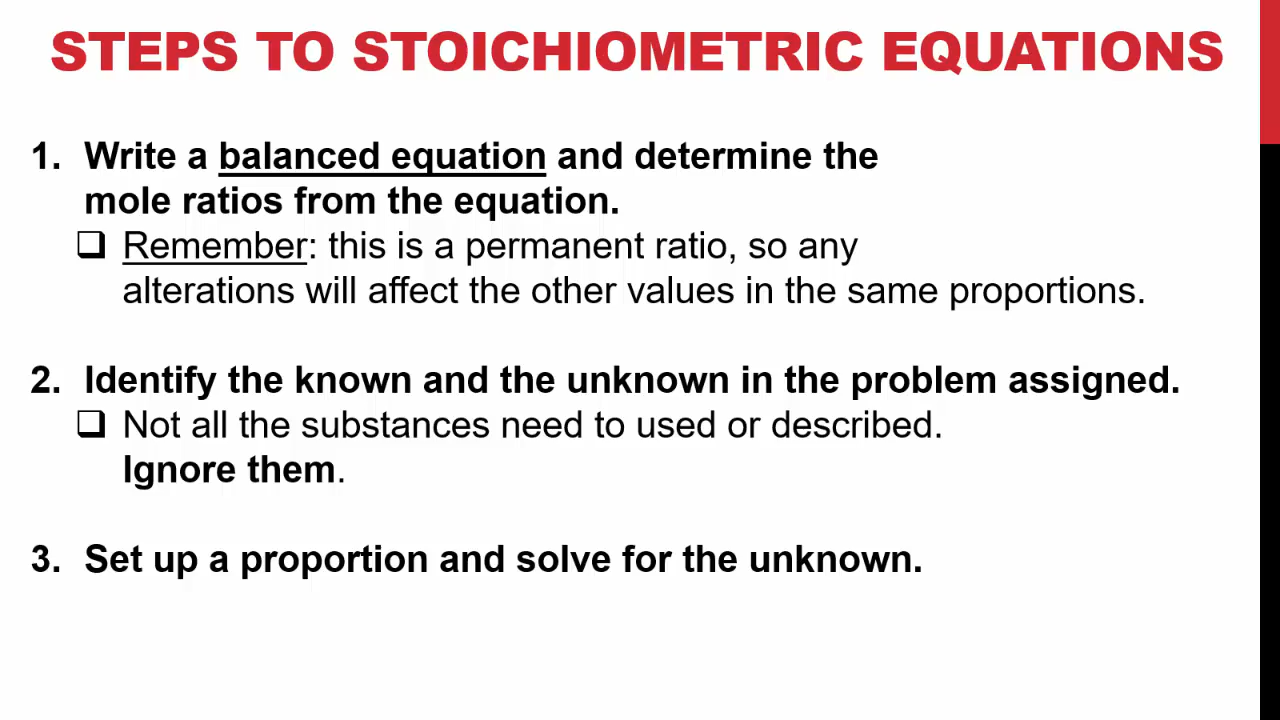 STEPS TO STOICHIOMETRIC EQUATIONS
1. Write a balanced equation and determine the
mole ratios from the equation.
❑ Remember: this is a permanent ratio, so any
alterations will affect the other values in the same proportions.
2. Identify the known and the unknown in the problem assigned.
❑ Not all the substances need to used or described.
Ignore them.
3. Set up a proportion and solve for the unknown.